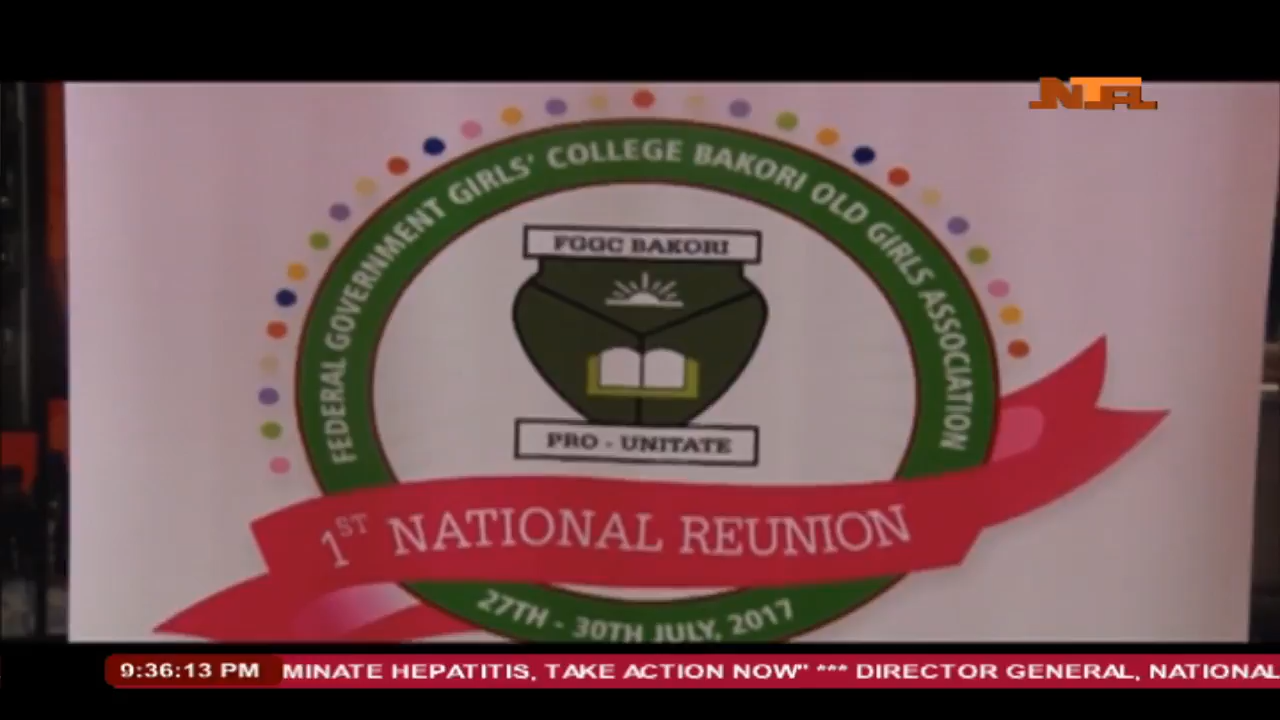 NTA
FEDERAL GOVERNMENT GIRLS' COLLEGE BAKORI OLD GIRLS ASSOCIATION
FGGC BAKORI
PRO - UNITATE
1ST NATIONAL REUNION
27TH - 30TH JULY, 2017
9:36:13 PM MINATE HEPATITIS, TAKE ACTION NOW" *** DIRECTOR GENERAL, NATIONAL